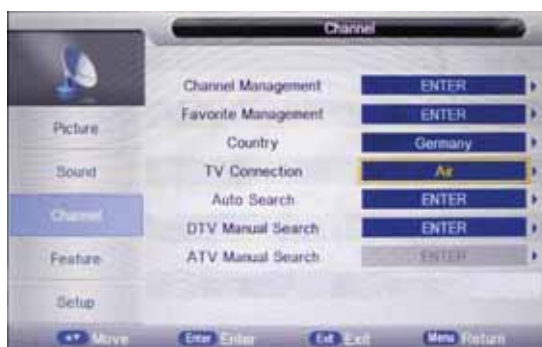 Channel
Channel Management ENTER
Favorite Management ENTER
Country Germany
TV Connection Air
Auto Search ENTER
DTV Manual Search ENTER
ATV Manual Search ENTER
Picture
Sound
Channel
Feature
Setup
Move Enter Enter Exit Exit Menu Return